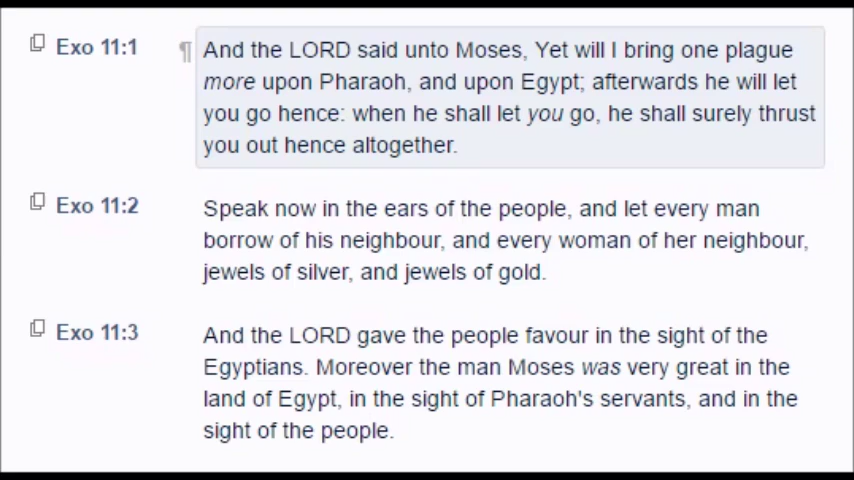 Exo 11:1 ¶ And the LORD said unto Moses, Yet will I bring one plague
more upon Pharaoh, and upon Egypt; afterwards he will let
you go hence: when he shall let you go, he shall surely thrust
you out hence altogether.
Exo 11:2 Speak now in the ears of the people, and let every man
borrow of his neighbour, and every woman of her neighbour,
jewels of silver, and jewels of gold.
Exo 11:3 And the LORD gave the people favour in the sight of the
Egyptians. Moreover the man Moses was very great in the
land of Egypt, in the sight of Pharaoh's servants, and in the
sight of the people.